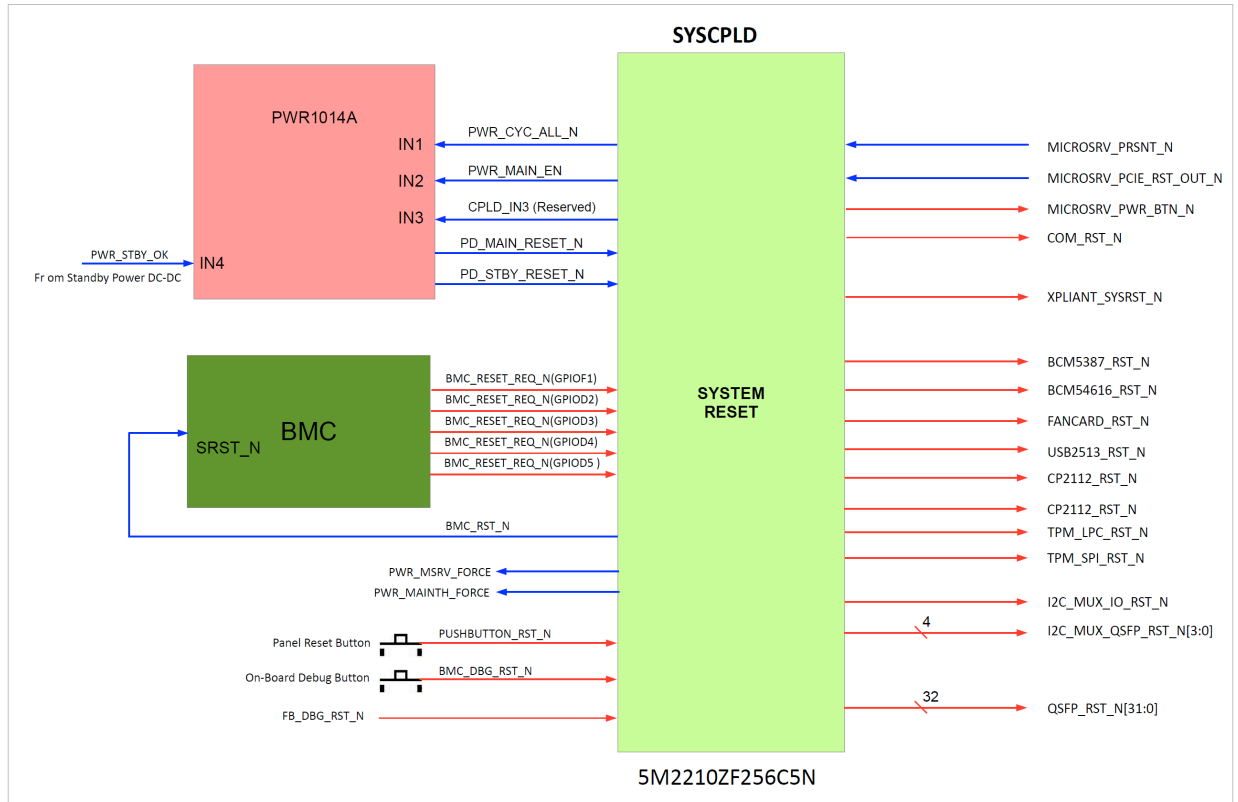 SYSCPLD
PWR1014A
IN1
IN2
IN3
IN4
PWR_STBY_OK
Fr om Standby Power DC-DC
PWR_CYC_ALL_N
PWR_MAIN_EN
CPLD_IN3 (Reserved)
PD_MAIN_RESET_N
PD_STBY_RESET_N
BMC
SRST_N
BMC_RESET_REQ_N(GPIOF1)
BMC_RESET_REQ_N(GPIOD2)
BMC_RESET_REQ_N(GPIOD3)
BMC_RESET_REQ_N(GPIOD4)
BMC_RESET_REQ_N(GPIOD5 )
BMC_RST_N
PWR_MSRV_FORCE
PWR_MAINTH_FORCE
Panel Reset Button
PUSHBUTTON_RST_N
On-Board Debug Button
BMC_DBG_RST_N
FB_DBG_RST_N
SYSTEM
RESET
5M2210ZF256C5N
MICROSRV_PRSNT_N
MICROSRV_PCIE_RST_OUT_N
MICROSRV_PWR_BTN_N
COM_RST_N
XPLIANT_SYSRST_N
BCM5387_RST_N
BCM54616_RST_N
FANCARD_RST_N
USB2513_RST_N
CP2112_RST_N
CP2112_RST_N
TPM_LPC_RST_N
TPM_SPI_RST_N
I2C_MUX_IO_RST_N
4
I2C_MUX_QSFP_RST_N[3:0]
32
QSFP_RST_N[31:0]